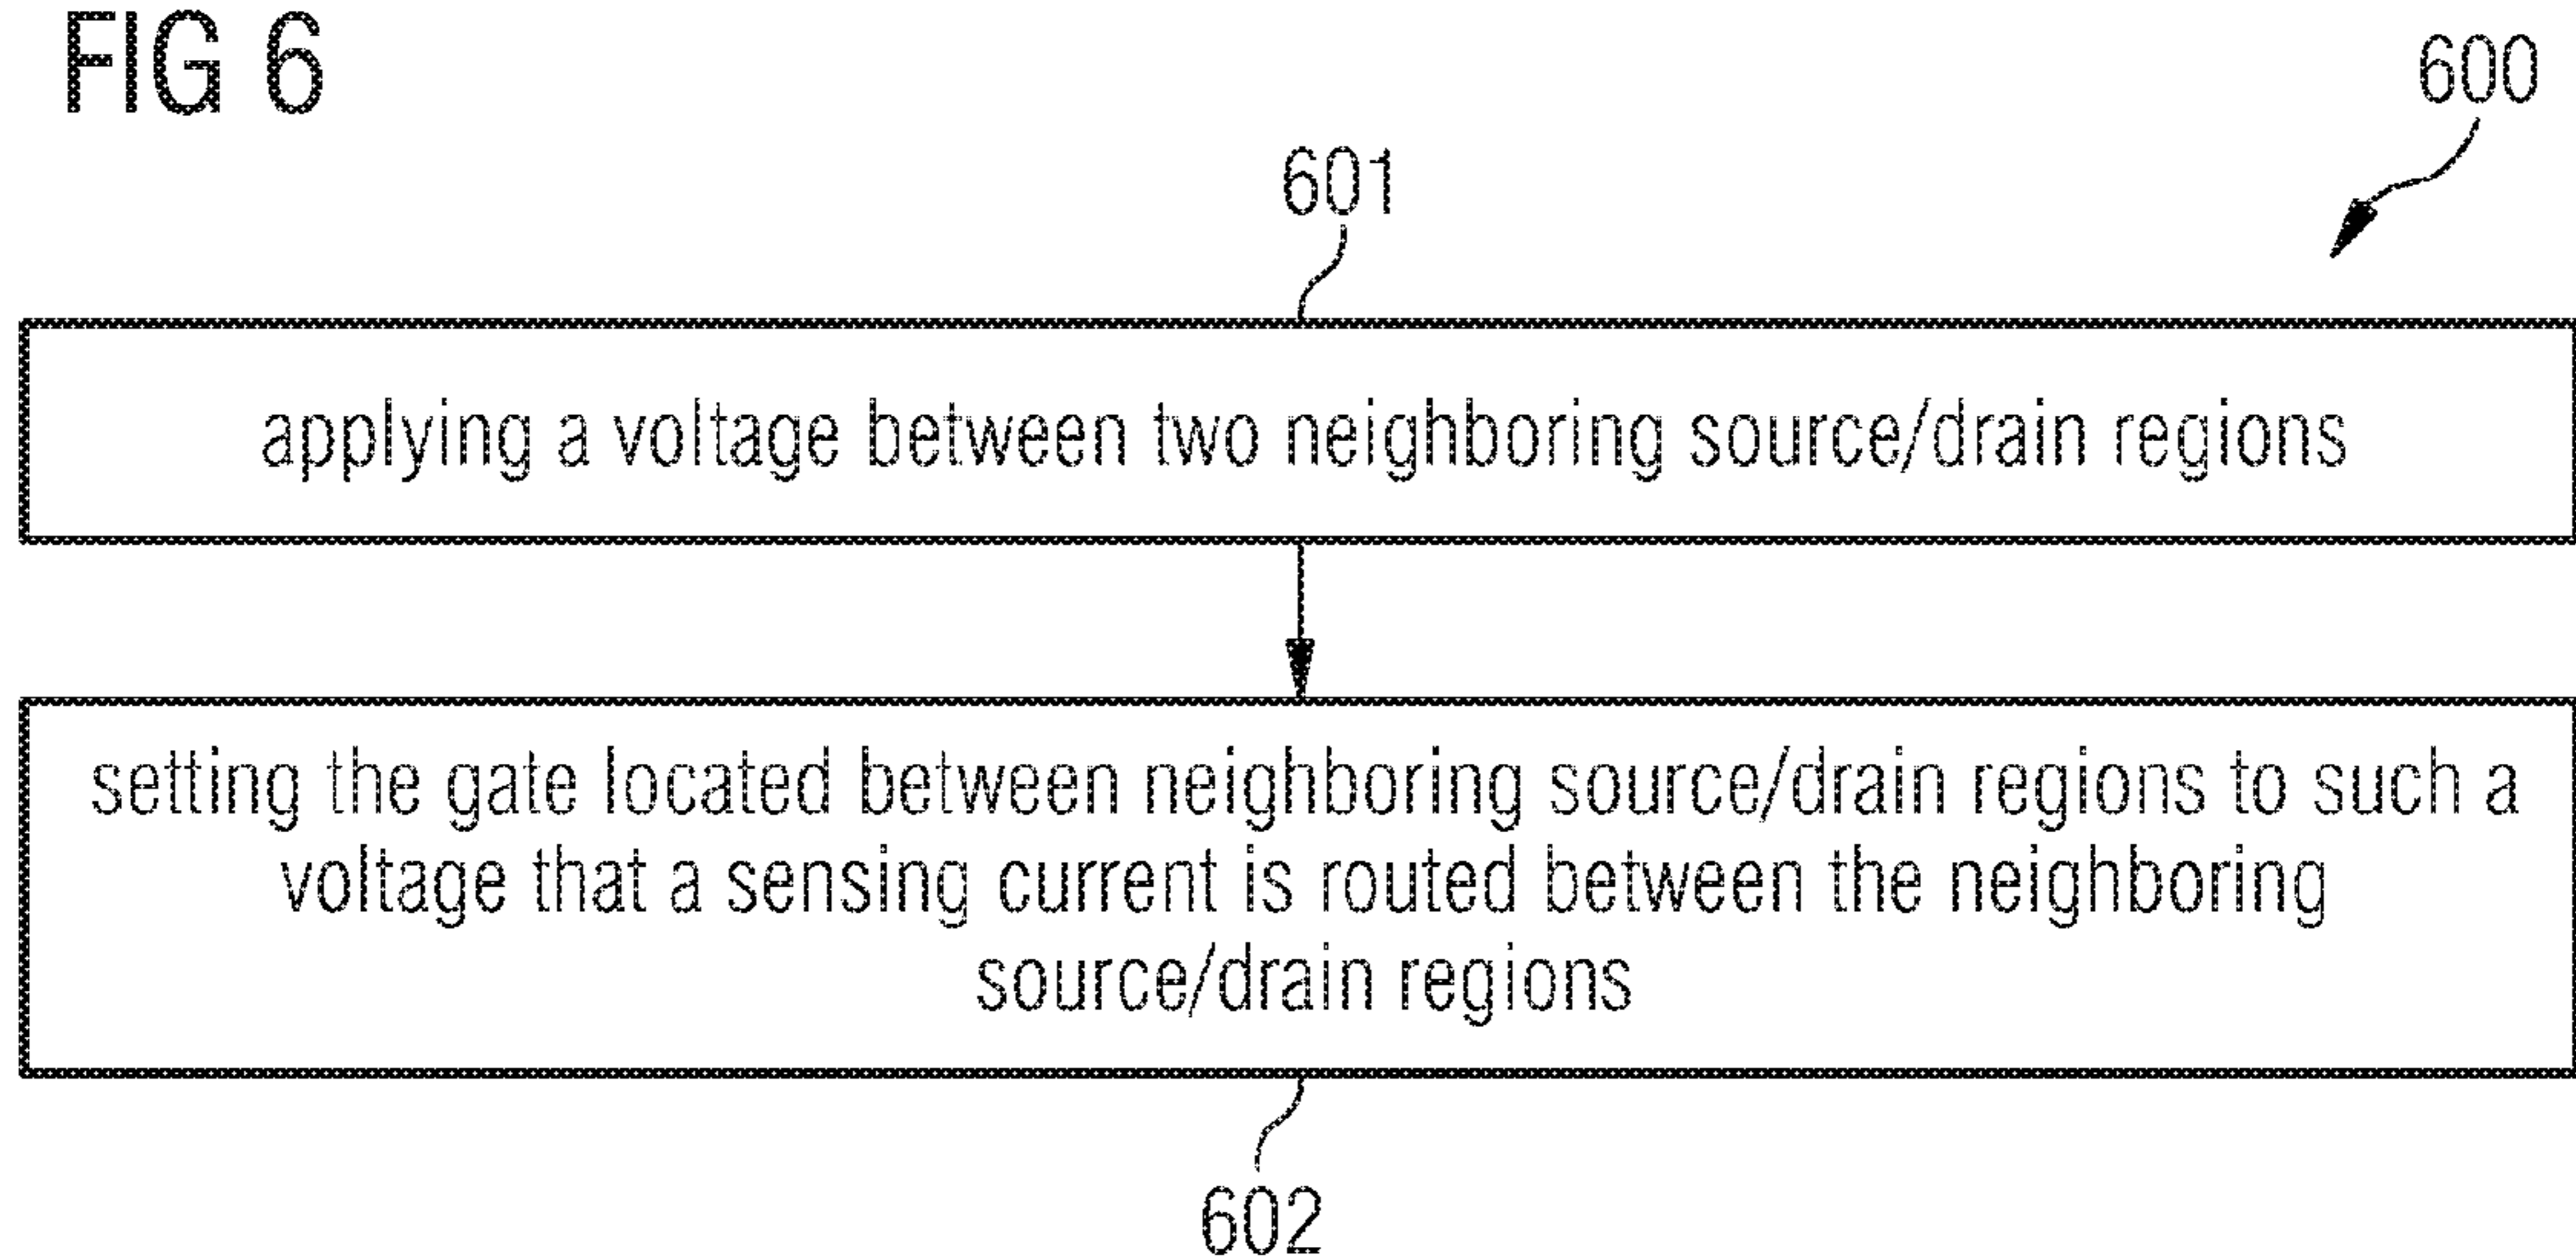 FIG 6
600
601
applying a voltage between two neighboring source/drain regions
setting the gate located between neighboring source/drain regions to such a
voltage that a sensing current is routed between the neighboring
source/drain regions
602